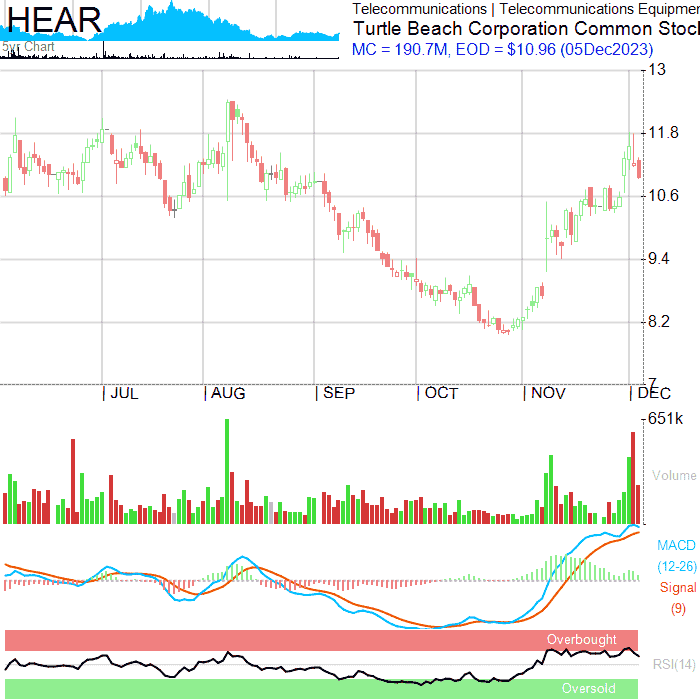 HEAR
5yr Chart
Telecommunications | Telecommunications Equipmen
Turtle Beach Corporation Common Stoc
MC = 190.7M, EOD = $10.96 (05Dec2023)
13
11.8
10.6
9.4
8.2
7
JUL AUG SEP OCT NOV DEC
651k
Volume
MACD
(12-26)
Signal
(9)
Overbought
RSI(14)
Oversold